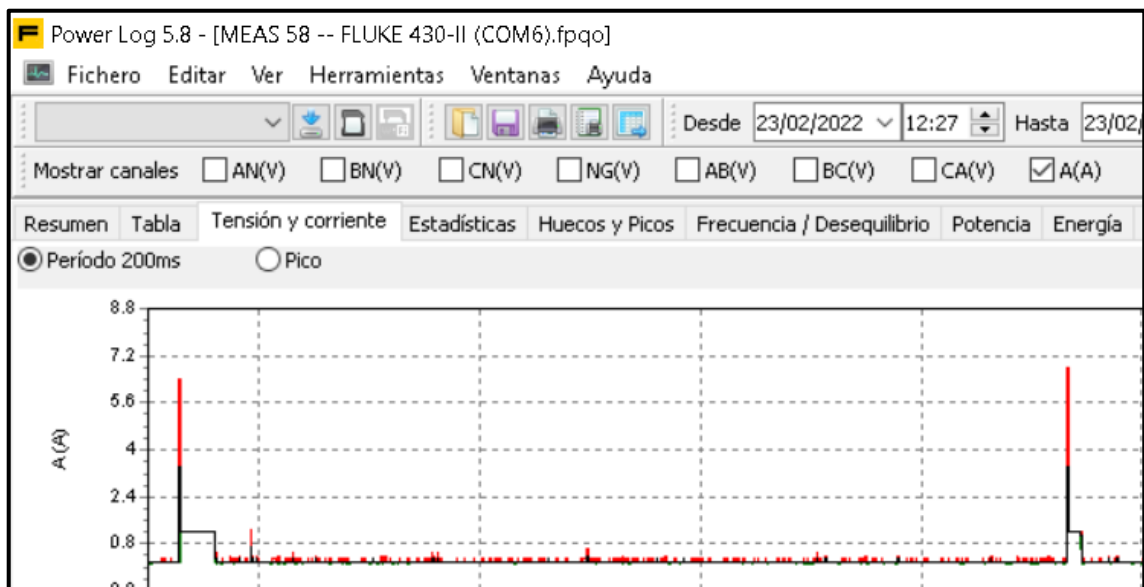 Power Log 5.8 - [MEAS 58 -- FLUKE 430-II (COM6).fpqo]
Fichero Editar Ver Herramientas Ventanas Ayuda
Desde 23/02/2022 12:27 Hasta 23/02/
Mostrar canales AN(V) BN(V) CN(V) NG(V) AB(V) BC(V) CA(V) A(A)
Resumen Tabla Tensión y corriente Estadísticas Huecos y Picos Frecuencia / Desequilibrio Potencia Energía
Período 200ms Pico
8.8
7.2
5.6
4
2.4
0.8
A (A)